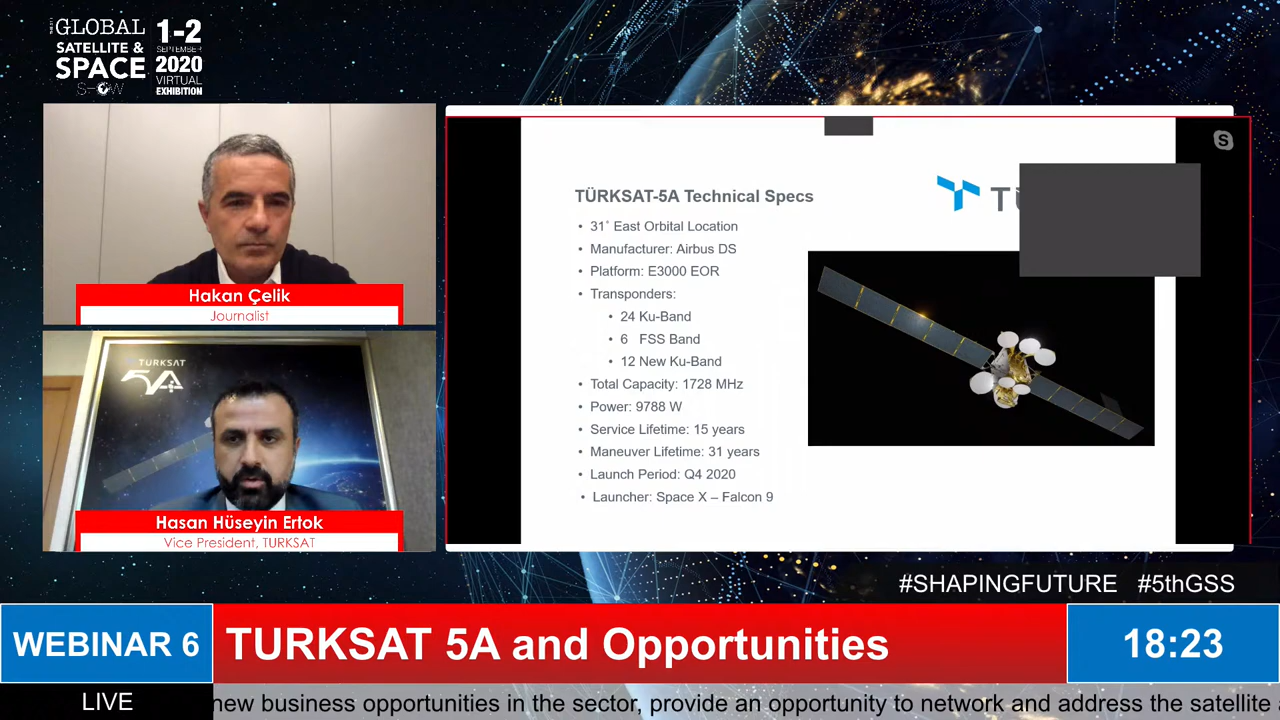 GLOBAL
SATELLITE &
SPACE
SHOW
1-2
SEPTEMBER
2020
VIRTUAL
EXHIBITION
Hakan Çelik
Journalist
TURKSAT
5A
Hasan Hüseyin Ertok
Vice President, TURKSAT
TÜRKSAT-5A Technical Specs
• 31° East Orbital Location
• Manufacturer: Airbus DS
• Platform: E3000 EOR
• Transponders:
• 24 Ku-Band
• 6 FSS Band
• 12 New Ku-Band
• Total Capacity: 1728 MHz
• Power: 9788 W
• Service Lifetime: 15 years
• Maneuver Lifetime: 31 years
• Launch Period: Q4 2020
• Launcher: Space X – Falcon 9
#SHAPINGFUTURE #5thGSS
WEBINAR 6
TURKSAT 5A and Opportunities
18:23
LIVE
new business opportunities in the sector, provide an opportunity to network and address the satellite